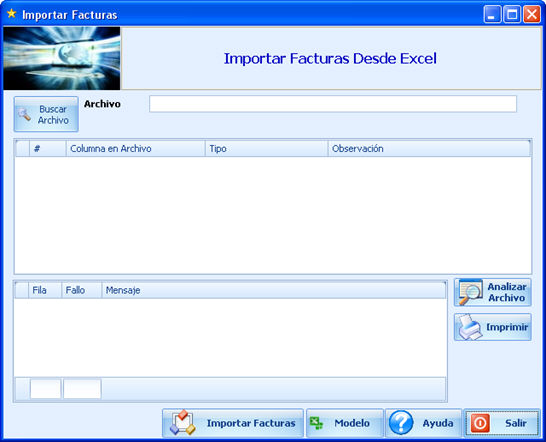 Importar Facturas
Importar Facturas Desde Excel
Buscar
Archivo
Archivo
# Columna en Archivo Tipo Observación
Fila Fallo Mensaje
Analizar
Archivo
Imprimir
Importar Facturas Modelo Ayuda Salir